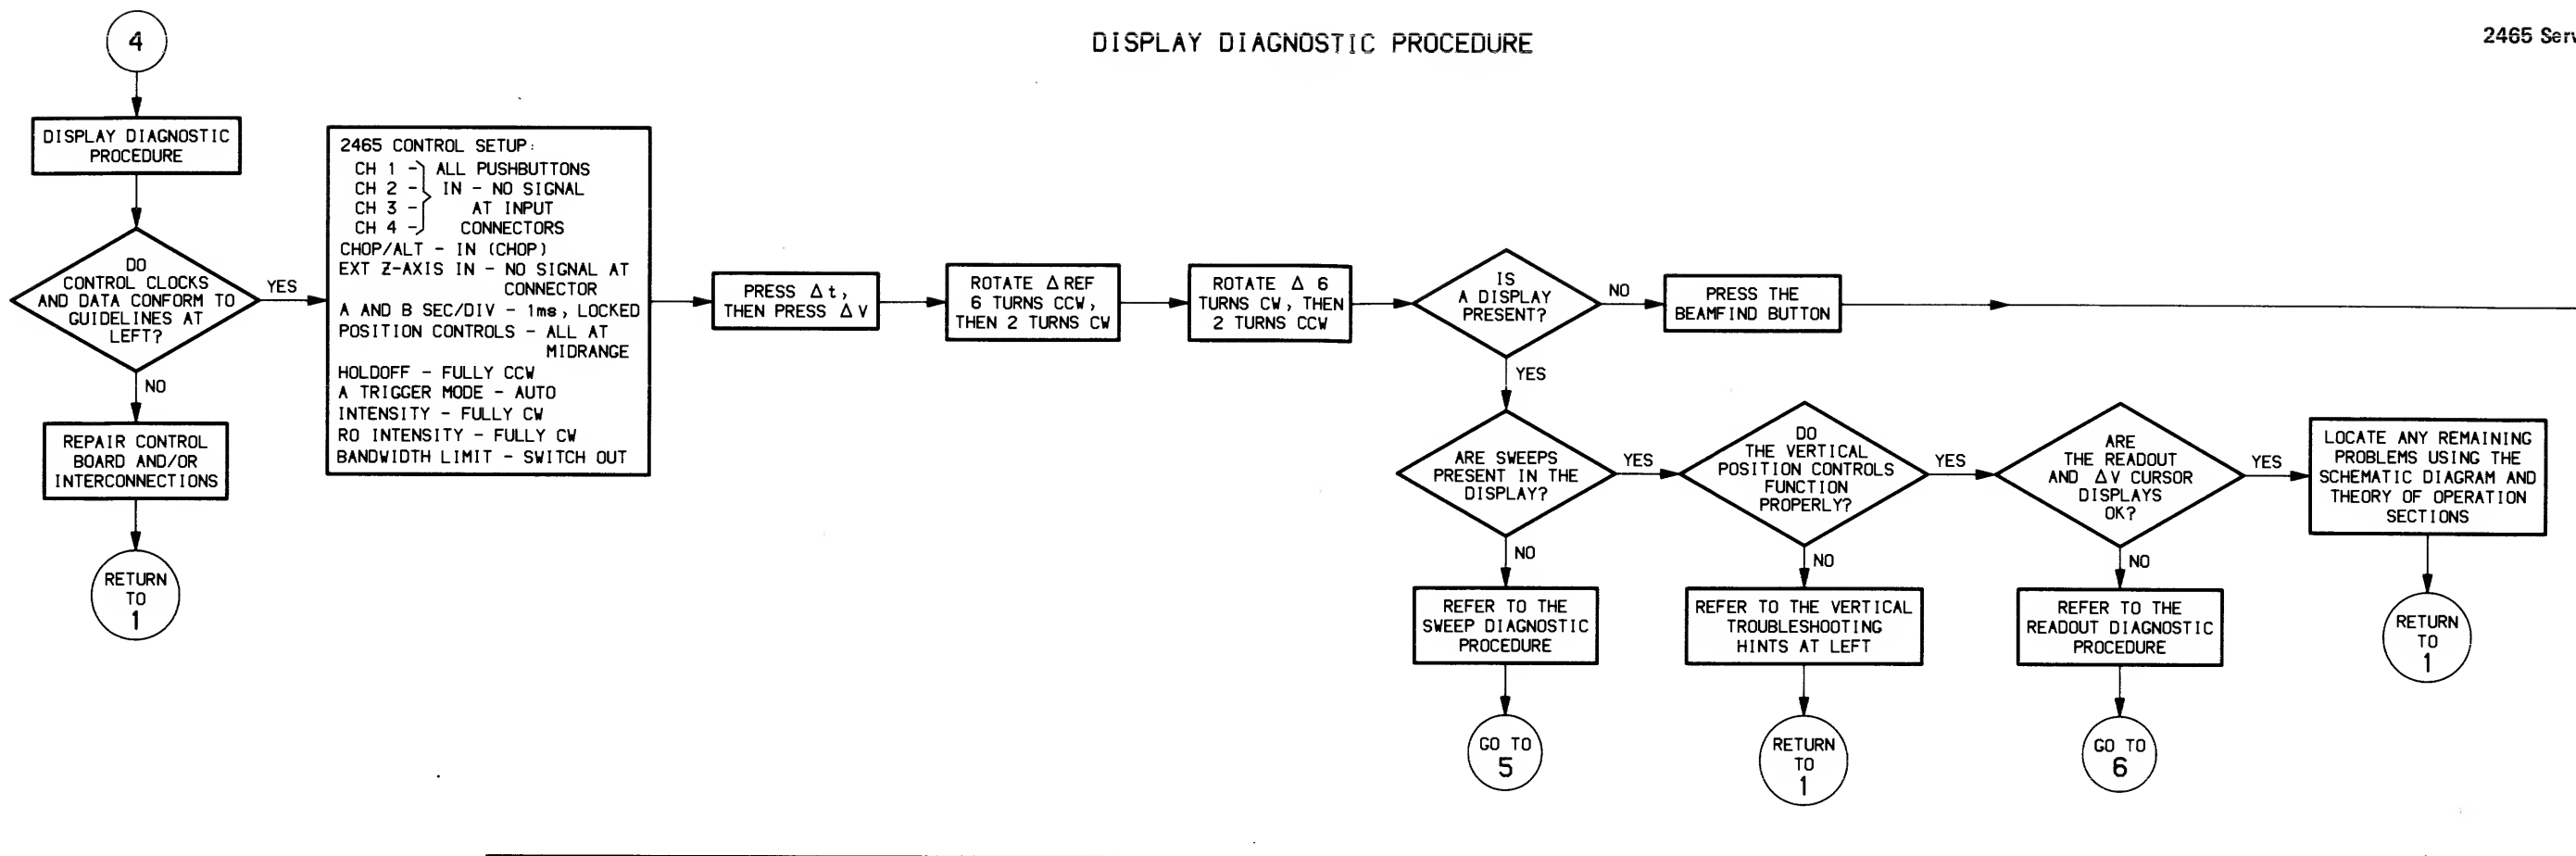 DISPLAY DIAGNOSTIC PROCEDURE
2465 Serv
4
DISPLAY DIAGNOSTIC
PROCEDURE
DO
CONTROL CLOCKS
AND DATA CONFORM TO
GUIDELINES AT
LEFT?
YES
NO
REPAIR CONTROL
BOARD AND/OR
INTERCONNECTIONS
RETURN
TO
1
2465 CONTROL SETUP:
CH 1 - ALL PUSHBUTTONS
CH 2 - IN - NO SIGNAL
CH 3 - AT INPUT
CH 4 - CONNECTORS
CHOP/ALT - IN (CHOP)
EXT Z-AXIS IN - NO SIGNAL AT
CONNECTOR
A AND B SEC/DIV - 1ms, LOCKED
POSITION CONTROLS - ALL AT
MIDRANGE
HOLDOFF - FULLY CCW
A TRIGGER MODE - AUTO
INTENSITY - FULLY CW
RO INTENSITY - FULLY CW
BANDWIDTH LIMIT - SWITCH OUT
PRESS Δt,
THEN PRESS ΔV
ROTATE ΔREF
6 TURNS CCW,
THEN 2 TURNS CW
ROTATE Δ 6
TURNS CW, THEN
2 TURNS CCW
IS
A DISPLAY
PRESENT?
NO
PRESS THE
BEAMFIND BUTTON
YES
ARE SWEEPS
PRESENT IN THE
DISPLAY?
YES
NO
REFER TO THE
SWEEP DIAGNOSTIC
PROCEDURE
GO TO
5
DO
THE VERTICAL
POSITION CONTROLS
FUNCTION
PROPERLY?
YES
NO
REFER TO THE VERTICAL
TROUBLESHOOTING
HINTS AT LEFT
RETURN
TO
1
ARE
THE READOUT
AND ΔV CURSOR
DISPLAYS
OK?
YES
NO
REFER TO THE
READOUT DIAGNOSTIC
PROCEDURE
GO TO
6
LOCATE ANY REMAINING
PROBLEMS USING THE
SCHEMATIC DIAGRAM AND
THEORY OF OPERATION
SECTIONS
RETURN
TO
1